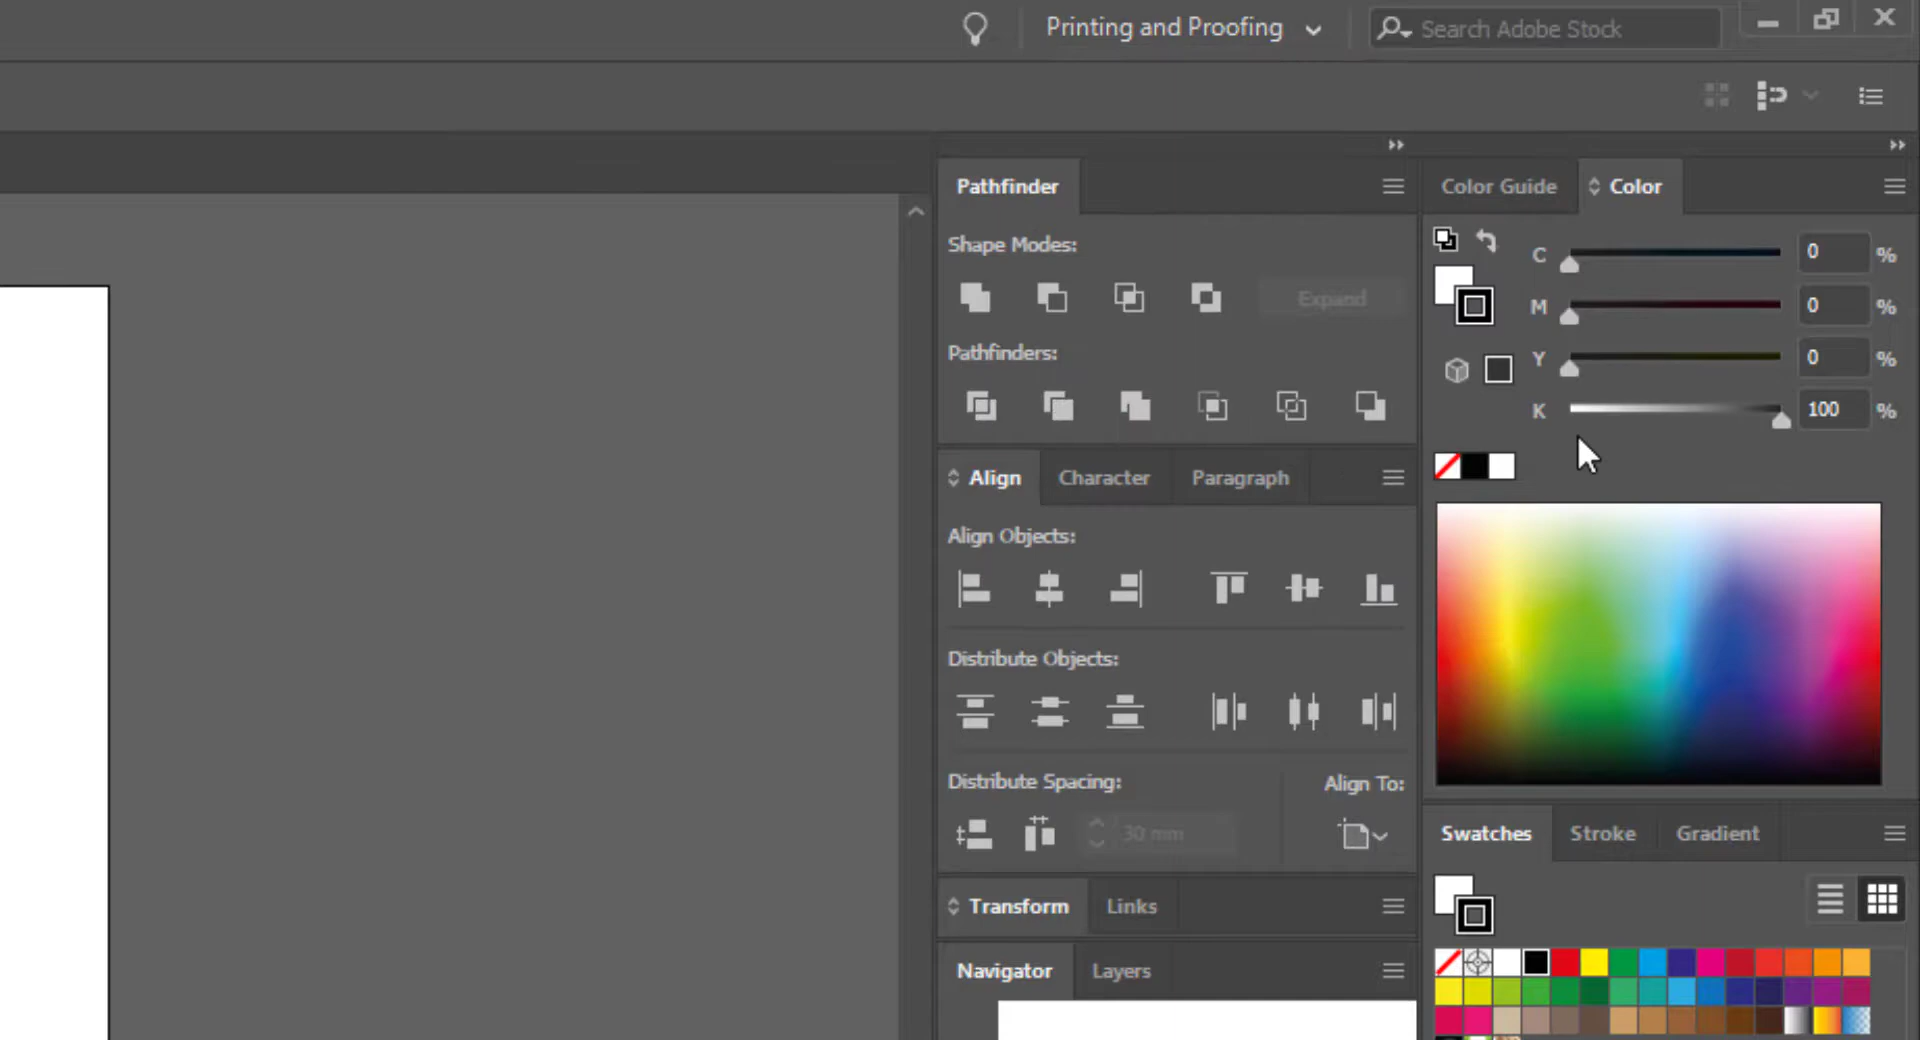 Printing and Proofing
Search Adobe Stock
Pathfinder
Shape Modes:
Expand
Pathfinders:
Align Character Paragraph
Align Objects:
Distribute Objects:
Distribute Spacing:
Align To:
30 mm
Transform Links
Navigator Layers
Color Guide Color
C 0 %
M 0 %
Y 0 %
K 100 %
Swatches Stroke Gradient